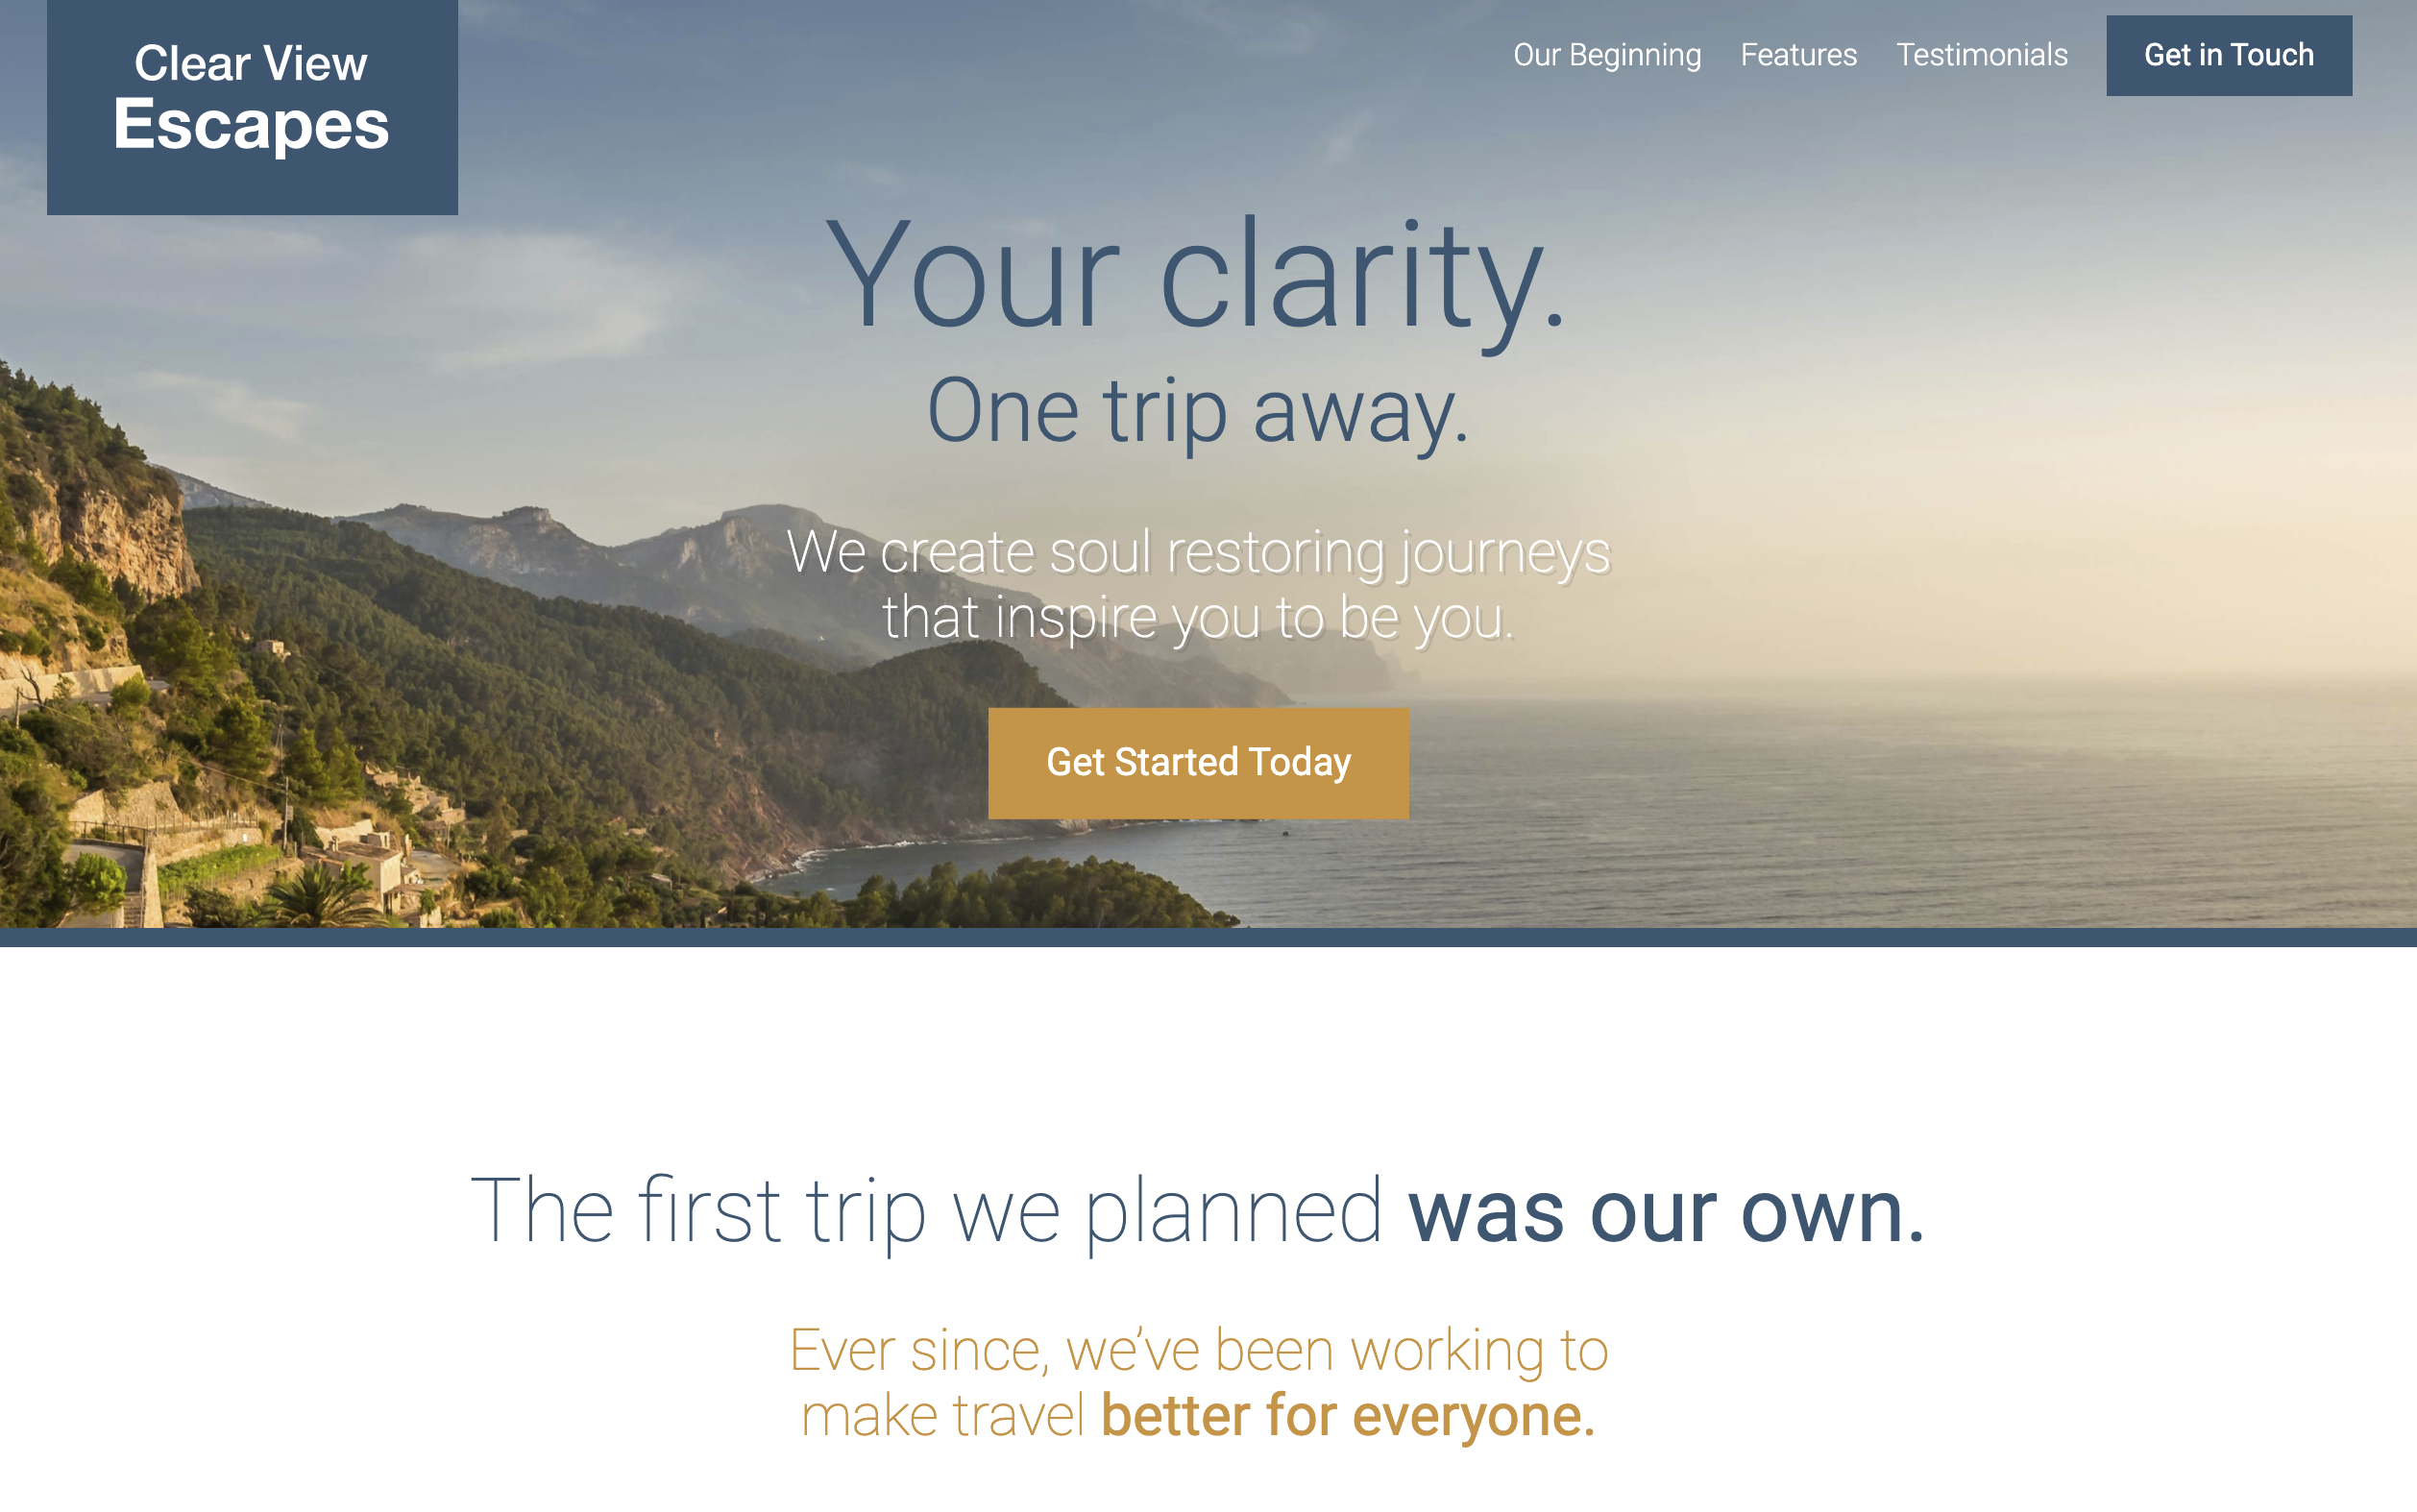 Clear View
Escapes
Our Beginning
Features
Testimonials
Get in Touch
Your clarity.
One trip away.
We create soul restoring journeys
that inspire you to be you.
Get Started Today
The first trip we planned was our own.
Ever since, we’ve been working to
make travel better for everyone.